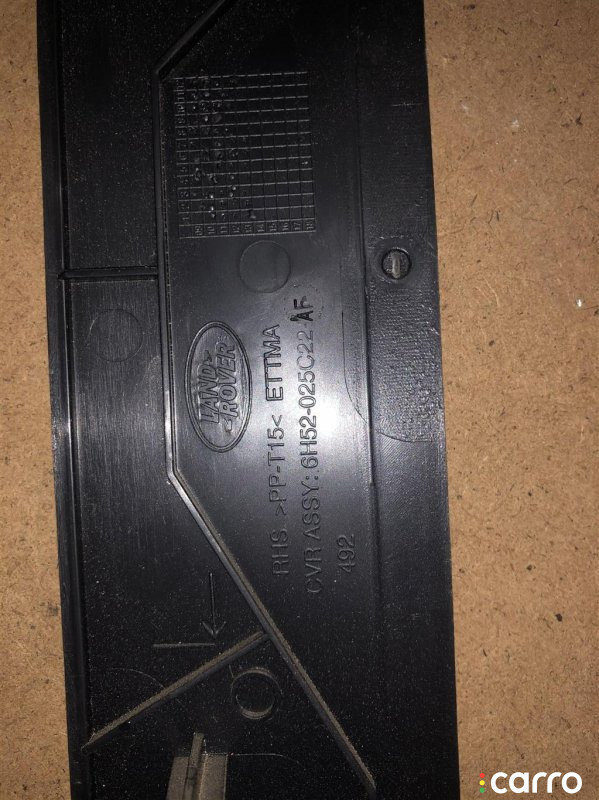 LAND-
-ROVER
RHS >PP-T15< ETTMA
CVR ASSY: 6H52-025C22-AF
492
carro